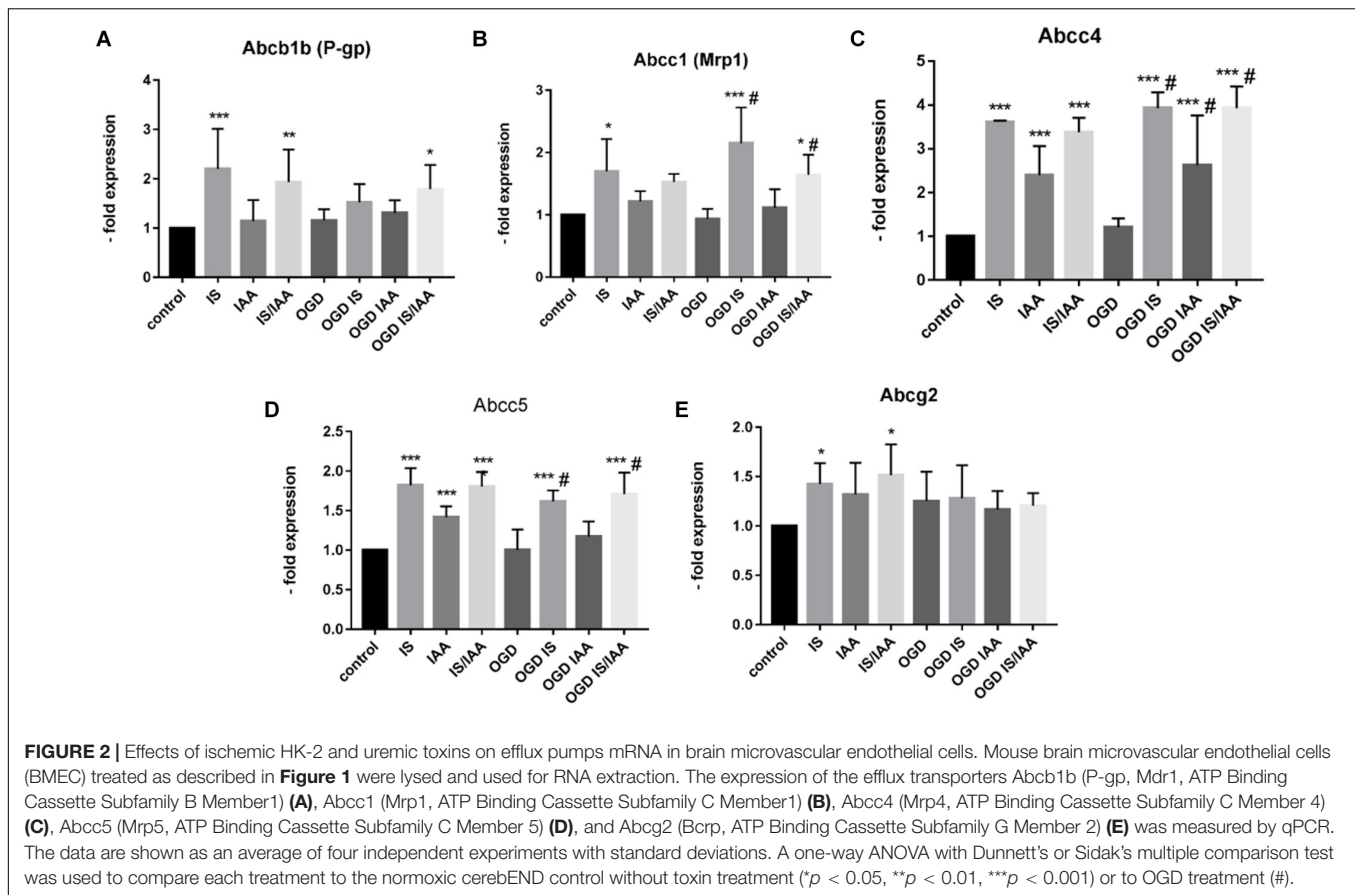 A
Abcb1b (P-gp)
- fold expression
4
3
2
1
0
*** ** *
control IS IAA IS/IAA OGD OGD IS OGD IAA OGD IS/IAA
B
Abcc1 (Mrp1)
- fold expression
3
2
1
0
* *** # * #
control IS IAA IS/IAA OGD OGD IS OGD IAA OGD IS/IAA
C
Abcc4
- fold expression
5
4
3
2
1
0
*** *** *** *** # *** # *** #
control IS IAA IS/IAA OGD OGD IS OGD IAA OGD IS/IAA
D
Abcc5
- fold expression
2.5
2.0
1.5
1.0
0.5
0.0
*** *** *** *** # *** #
control IS IAA IS/IAA OGD OGD IS OGD IAA OGD IS/IAA
E
Abcg2
- fold expression
2.0
1.5
1.0
0.5
0.0
* *
control IS IAA IS/IAA OGD OGD IS OGD IAA OGD IS/IAA
FIGURE 2 | Effects of ischemic HK-2 and uremic toxins on efflux pumps mRNA in brain microvascular endothelial cells. Mouse brain microvascular endothelial cells
(BMEC) treated as described in Figure 1 were lysed and used for RNA extraction. The expression of the efflux transporters Abcb1b (P-gp, Mdr1, ATP Binding
Cassette Subfamily B Member1) (A), Abcc1 (Mrp1, ATP Binding Cassette Subfamily C Member1) (B), Abcc4 (Mrp4, ATP Binding Cassette Subfamily C Member 4)
(C), Abcc5 (Mrp5, ATP Binding Cassette Subfamily C Member 5) (D), and Abcg2 (Bcrp, ATP Binding Cassette Subfamily G Member 2) (E) was measured by qPCR.
The data are shown as an average of four independent experiments with standard deviations. A one-way ANOVA with Dunnett's or Sidak's multiple comparison test
was used to compare each treatment to the normoxic cerebEND control without toxin treatment (*p < 0.05, **p < 0.01, ***p < 0.001) or to OGD treatment (#).